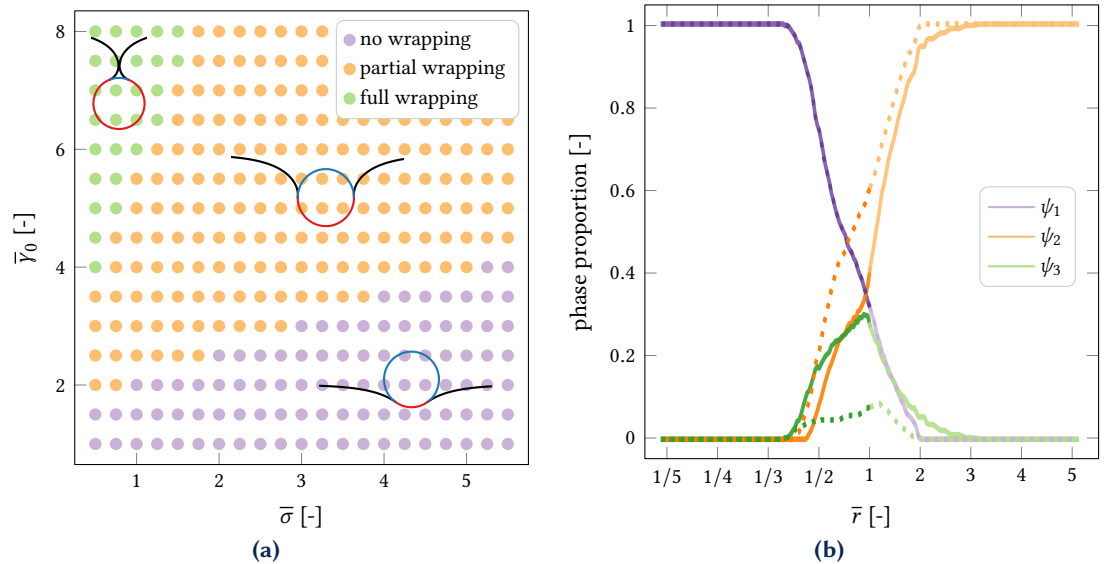 8
6
4
2
1
2
3
4
5
γ̅₀ [-]
σ̅ [-]
no wrapping
partial wrapping
full wrapping
(a)
1
0.8
0.6
0.4
0.2
0
1/5
1/4
1/3
1/2
1
2
3
4
5
phase proportion [-]
r̅ [-]
ψ₁
ψ₂
ψ₃
(b)